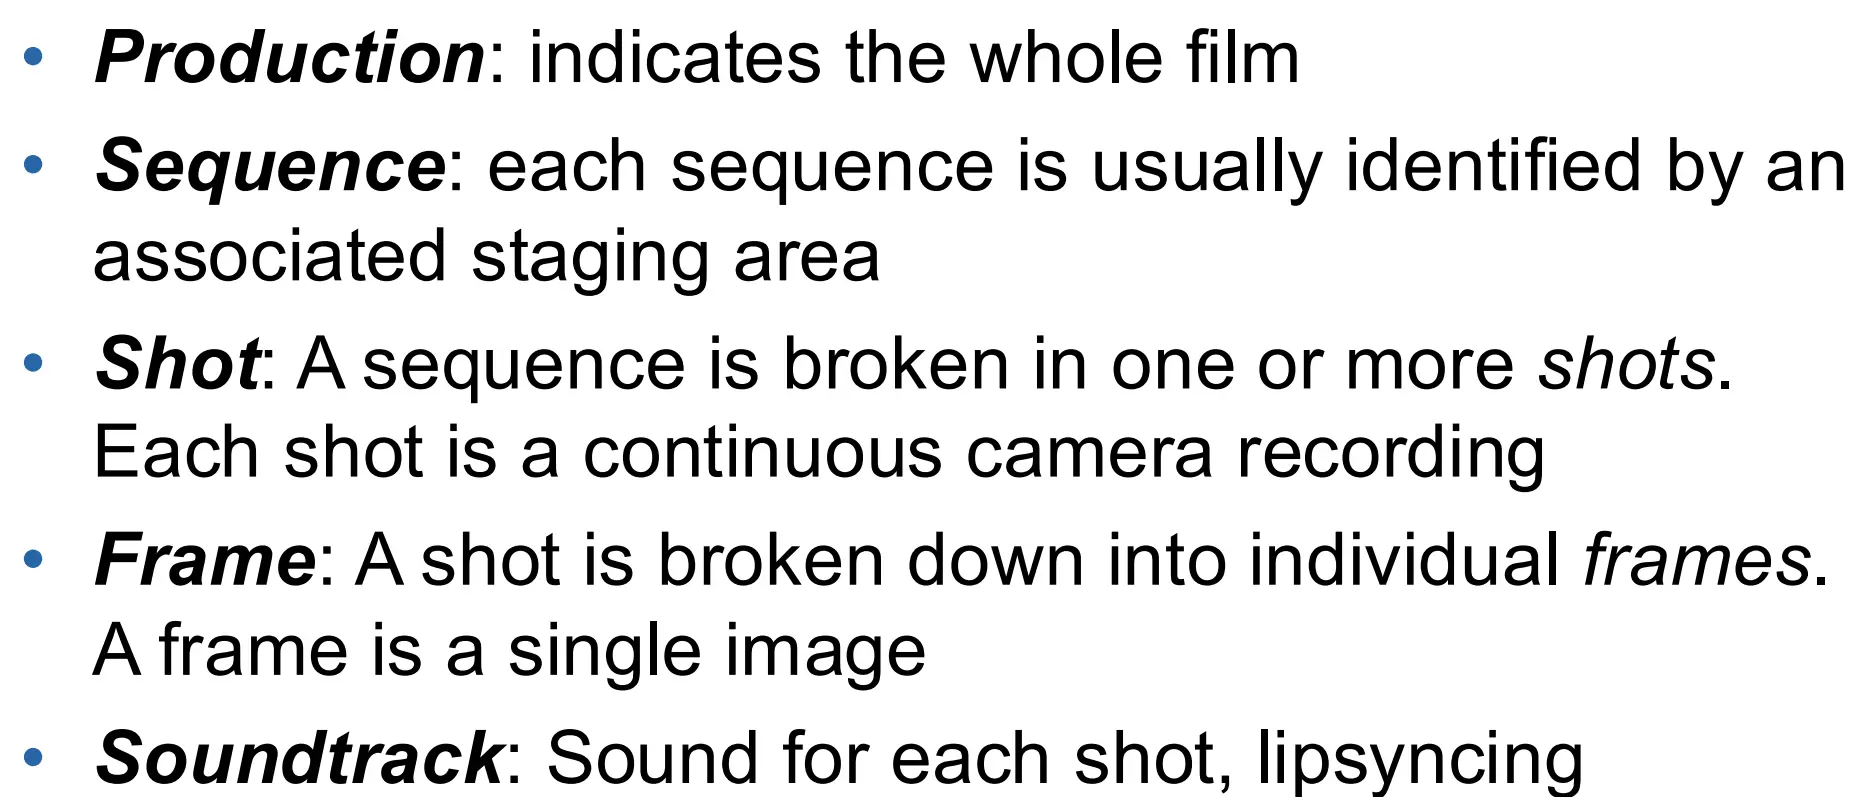 • Production: indicates the whole film
• Sequence: each sequence is usually identified by an
associated staging area
• Shot: A sequence is broken in one or more shots.
Each shot is a continuous camera recording
• Frame: A shot is broken down into individual frames.
A frame is a single image
• Soundtrack: Sound for each shot, lipsyncing